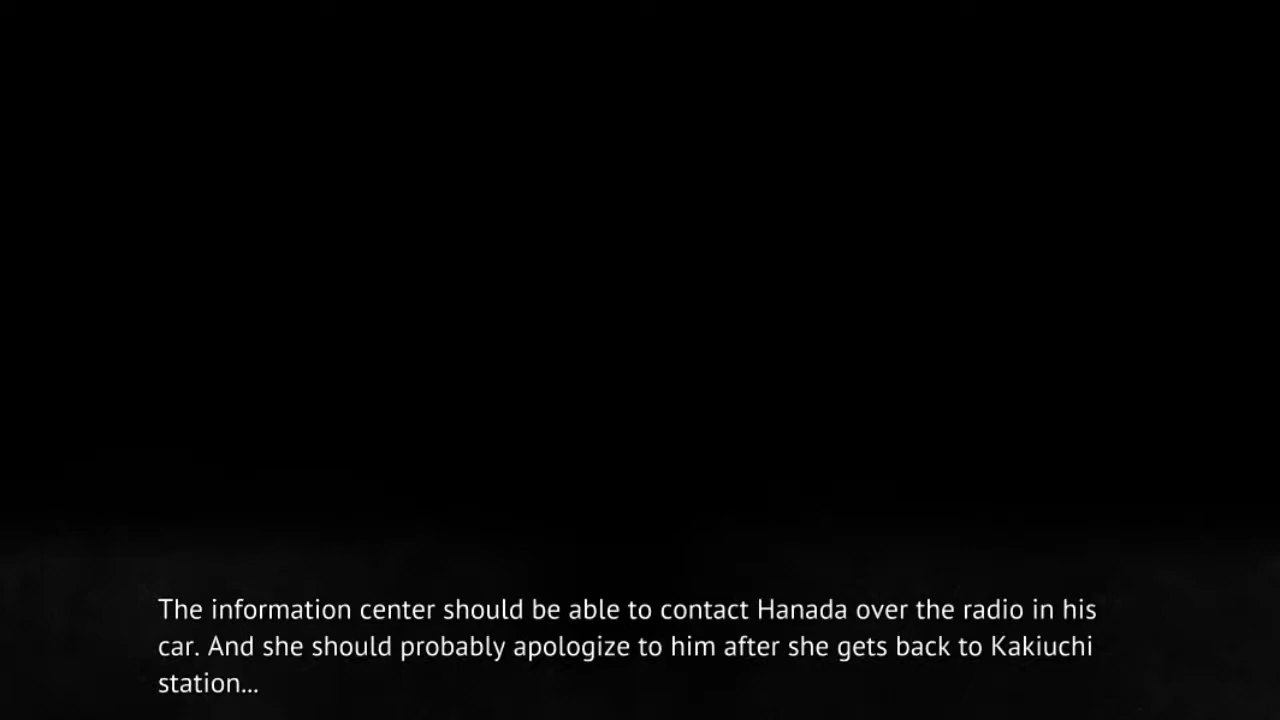 The information center should be able to contact Hanada over the radio in his
car. And she should probably apologize to him after she gets back to Kakiuchi
station...